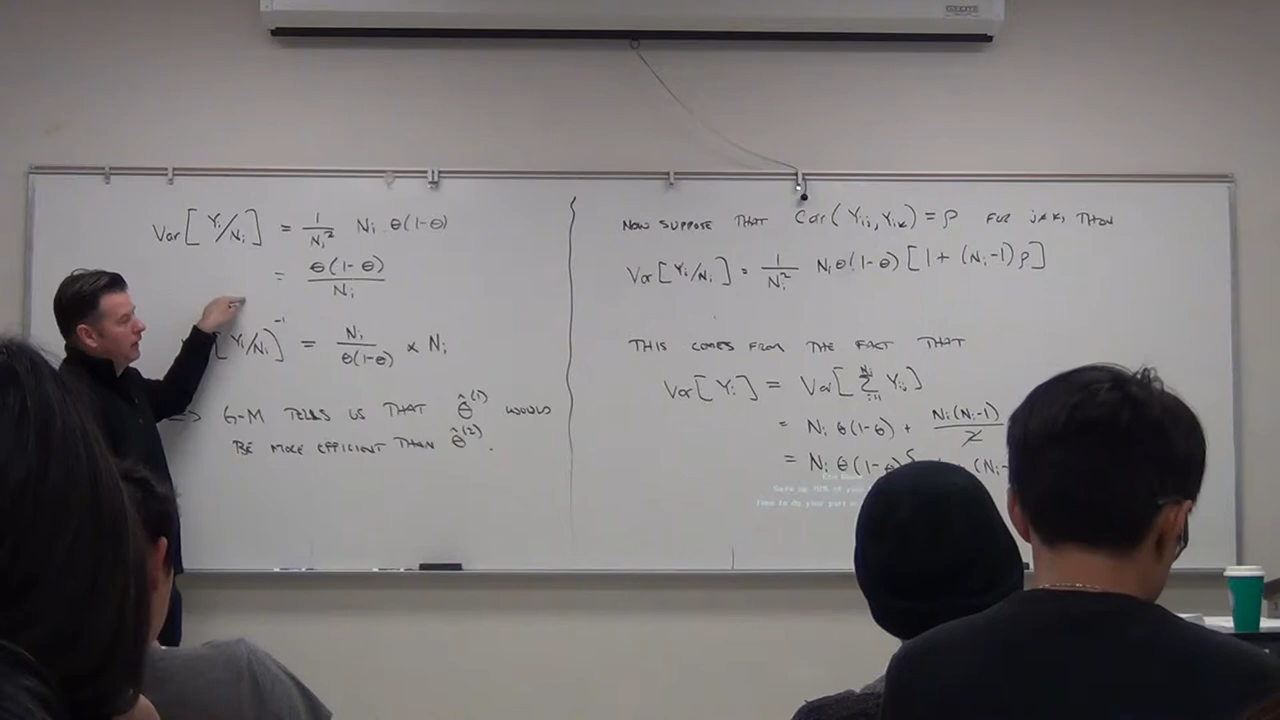 Var[Yi/Ni] = 1/Ni² Ni θ(1-θ)
= θ(1-θ)/Ni
[Yi/Ni]⁻¹ = Ni/θ(1-θ) ∝ Ni
=> G-M TELLS US THAT θ̂⁽¹⁾ WOULD
BE MORE EFFICIENT THAN θ̂⁽²⁾.
NOW SUPPOSE THAT Corr(Yij, Yik) = ρ FOR j≠k, THEN
Var[Yi/Ni] = 1/Ni² Niθ(1-θ)[1 + (Ni-1)ρ]
THIS COMES FROM THE FACT THAT
Var[Yi] = Var[Σ Yij]
= Ni θ(1-θ) + Ni(Ni-1)/2
= Ni θ(1-θ) (Ni-